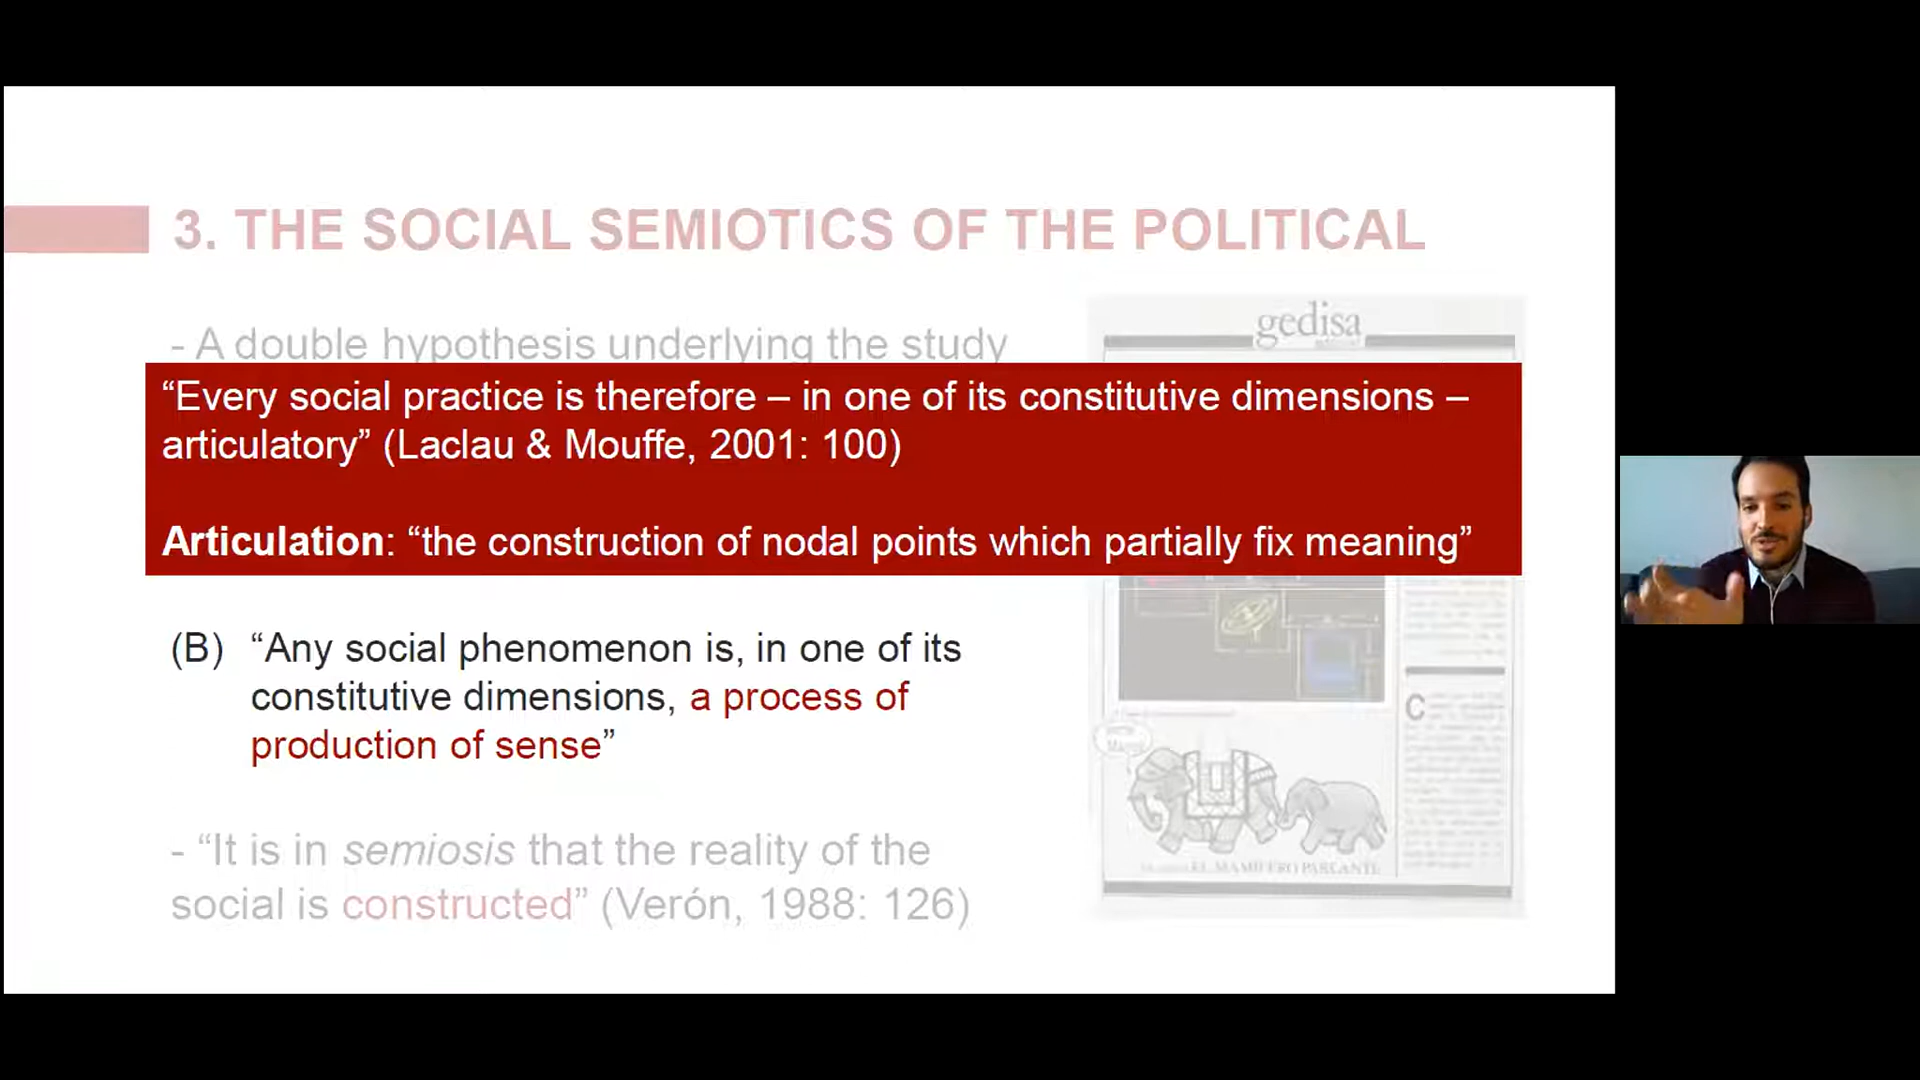 3. THE SOCIAL SEMIOTICS OF THE POLITICAL
- A double hypothesis underlying the study
“Every social practice is therefore – in one of its constitutive dimensions –
articulatory” (Laclau & Mouffe, 2001: 100)
Articulation: “the construction of nodal points which partially fix meaning”
(B) “Any social phenomenon is, in one of its
constitutive dimensions, a process of
production of sense”
- “It is in semiosis that the reality of the
social is constructed” (Verón, 1988: 126)
gedisa
C
EL MAMIFERO PARLANTE